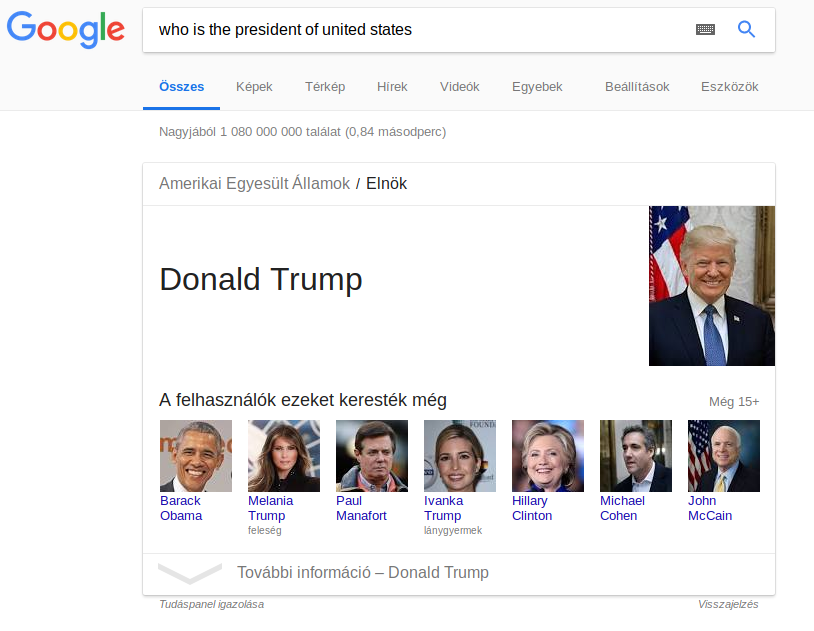 Google
who is the president of united states
Összes Képek Térkép Hírek Videók Egyebek Beállítások Eszközök
Nagyjából 1 080 000 000 találat (0,84 másodperc)
Amerikai Egyesült Államok / Elnök
Donald Trump
A felhasználók ezeket keresték még
Még 15+
FOUND
Barack Obama
Melania Trump
feleség
Paul Manafort
Ivanka Trump
lánygyermek
Hillary Clinton
Michael Cohen
John McCain
További információ – Donald Trump
Tudáspanel igazolása
Visszajelzés